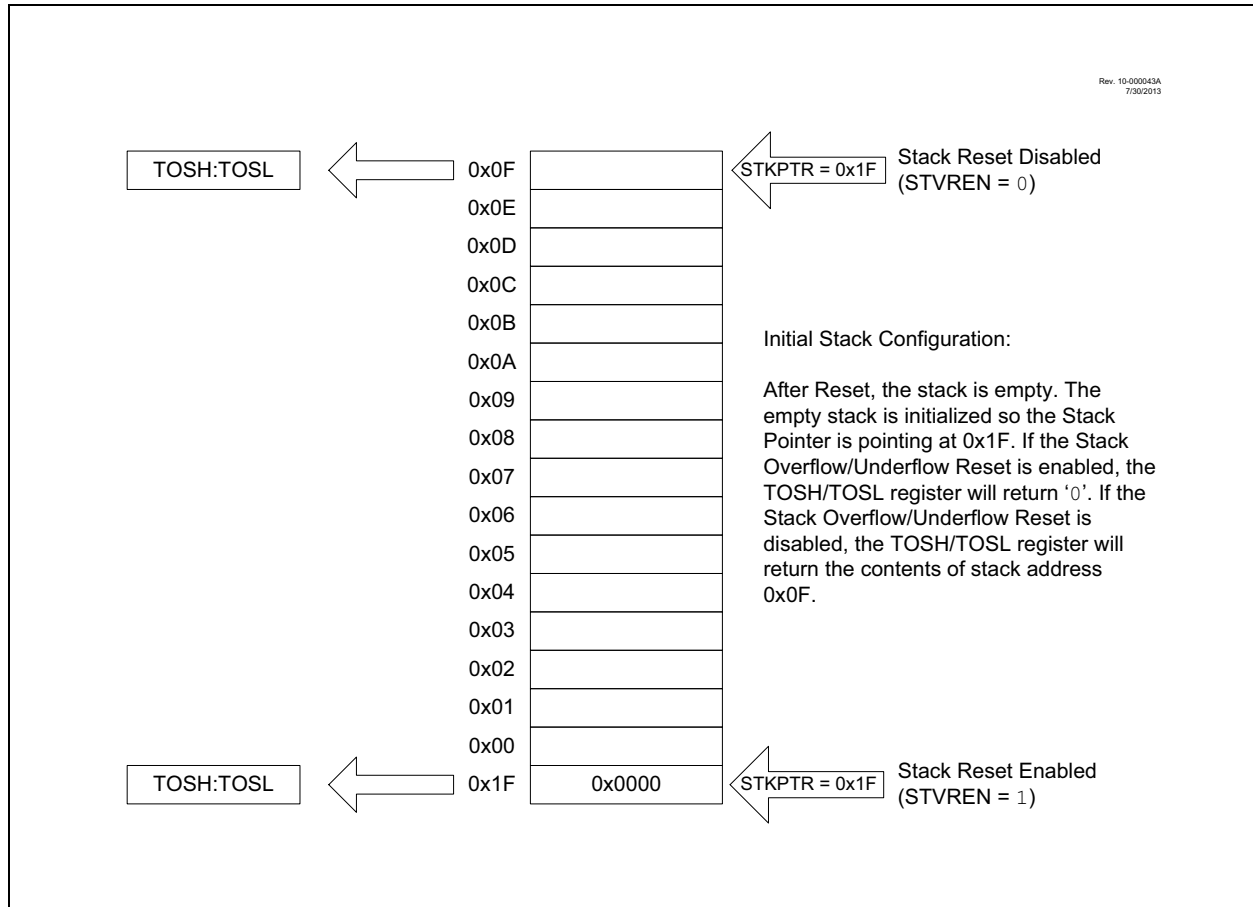 Rev. 10-000043A
7/30/2013
TOSH:TOSL
0x0F
STKPTR = 0x1F
Stack Reset Disabled
(STVREN = 0)
0x0E
0x0D
0x0C
0x0B
0x0A
0x09
0x08
0x07
0x06
0x05
0x04
0x03
0x02
0x01
0x00
Initial Stack Configuration:
After Reset, the stack is empty. The
empty stack is initialized so the Stack
Pointer is pointing at 0x1F. If the Stack
Overflow/Underflow Reset is enabled, the
TOSH/TOSL register will return ‘0’. If the
Stack Overflow/Underflow Reset is
disabled, the TOSH/TOSL register will
return the contents of stack address
0x0F.
TOSH:TOSL
0x1F
0x0000
STKPTR = 0x1F
Stack Reset Enabled
(STVREN = 1)